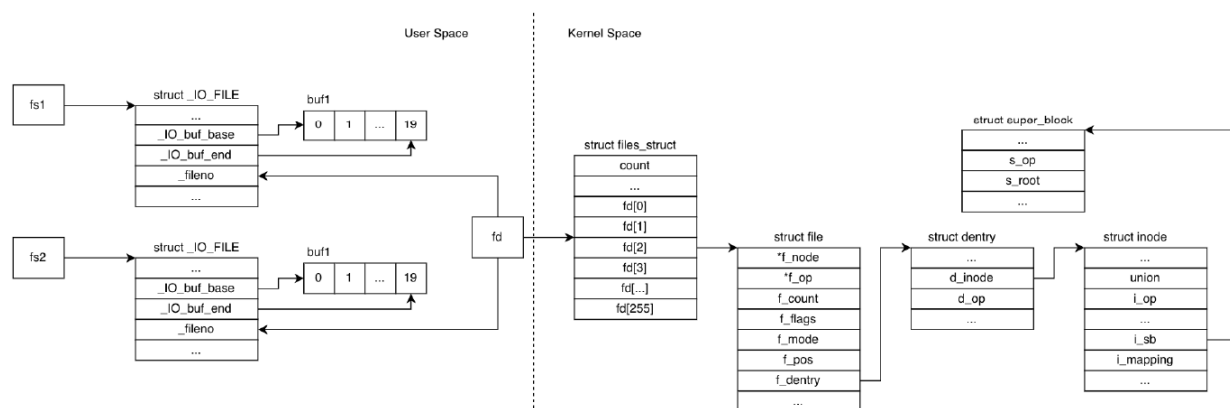 User Space
Kernel Space
fs1
struct _IO_FILE
...
_IO_buf_base
_IO_buf_end
_fileno
...
buf1
0 1 ... 19
fs2
struct _IO_FILE
...
_IO_buf_base
_IO_buf_end
_fileno
...
buf1
0 1 ... 19
fd
struct files_struct
count
...
fd[0]
fd[1]
fd[2]
fd[3]
fd[...]
fd[255]
struct file
*f_node
*f_op
f_count
f_flags
f_mode
f_pos
f_dentry
...
struct dentry
...
d_inode
d_op
...
struct super_block
...
s_op
s_root
...
struct inode
...
union
i_op
...
i_sb
i_mapping
...